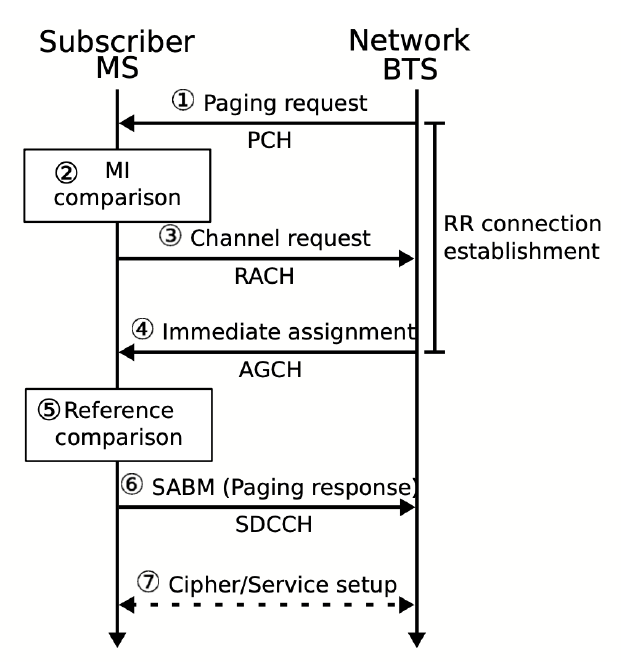 Subscriber
MS
Network
BTS
① Paging request
PCH
② MI
comparison
③ Channel request
RACH
RR connection
establishment
④ Immediate assignment
AGCH
⑤ Reference
comparison
⑥ SABM (Paging response)
SDCCH
⑦ Cipher/Service setup